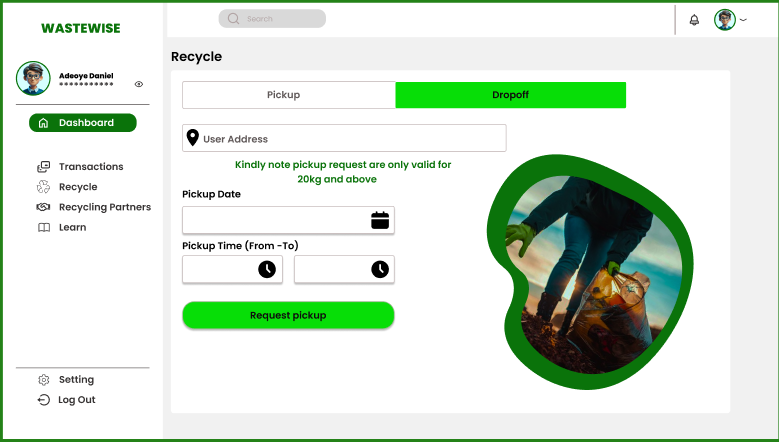 WASTEWISE
Search
Adeoye Daniel
***********
Dashboard
Transactions
Recycle
Recycling Partners
Learn
Setting
Log Out
Recycle
Pickup
Dropoff
User Address
Kindly note pickup request are only valid for
20kg and above
Pickup Date
Pickup Time (From -To)
Request pickup